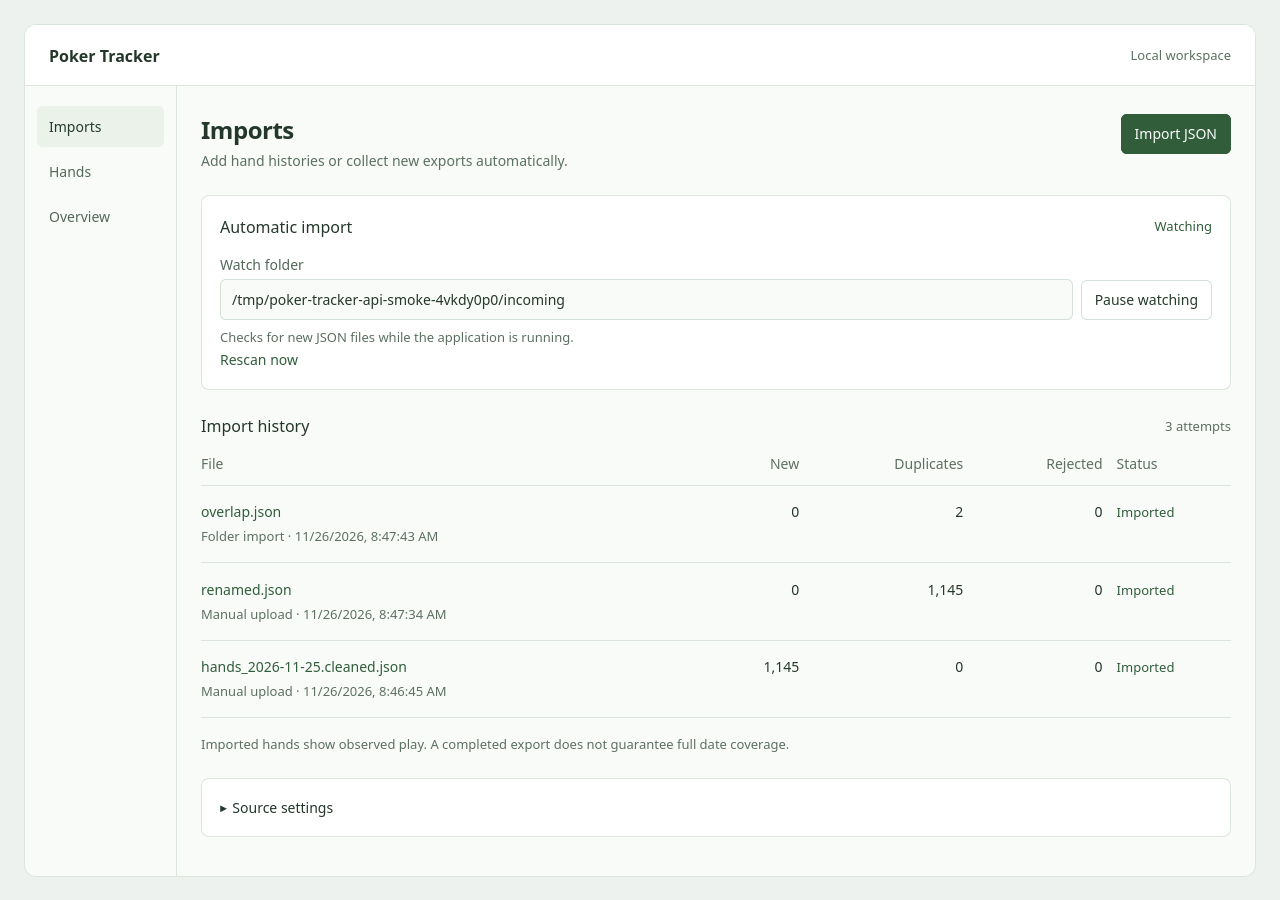 Poker Tracker
Local workspace
Imports
Hands
Overview
Imports
Add hand histories or collect new exports automatically.
Import JSON
Automatic import
Watching
Watch folder
/tmp/poker-tracker-api-smoke-4vkdy0p0/incoming
Pause watching
Checks for new JSON files while the application is running.
Rescan now
Import history
3 attempts
File New Duplicates Rejected Status
overlap.json 0 2 0 Imported
Folder import · 11/26/2026, 8:47:43 AM
renamed.json 0 1,145 0 Imported
Manual upload · 11/26/2026, 8:47:34 AM
hands_2026-11-25.cleaned.json 1,145 0 0 Imported
Manual upload · 11/26/2026, 8:46:45 AM
Imported hands show observed play. A completed export does not guarantee full date coverage.
▸ Source settings